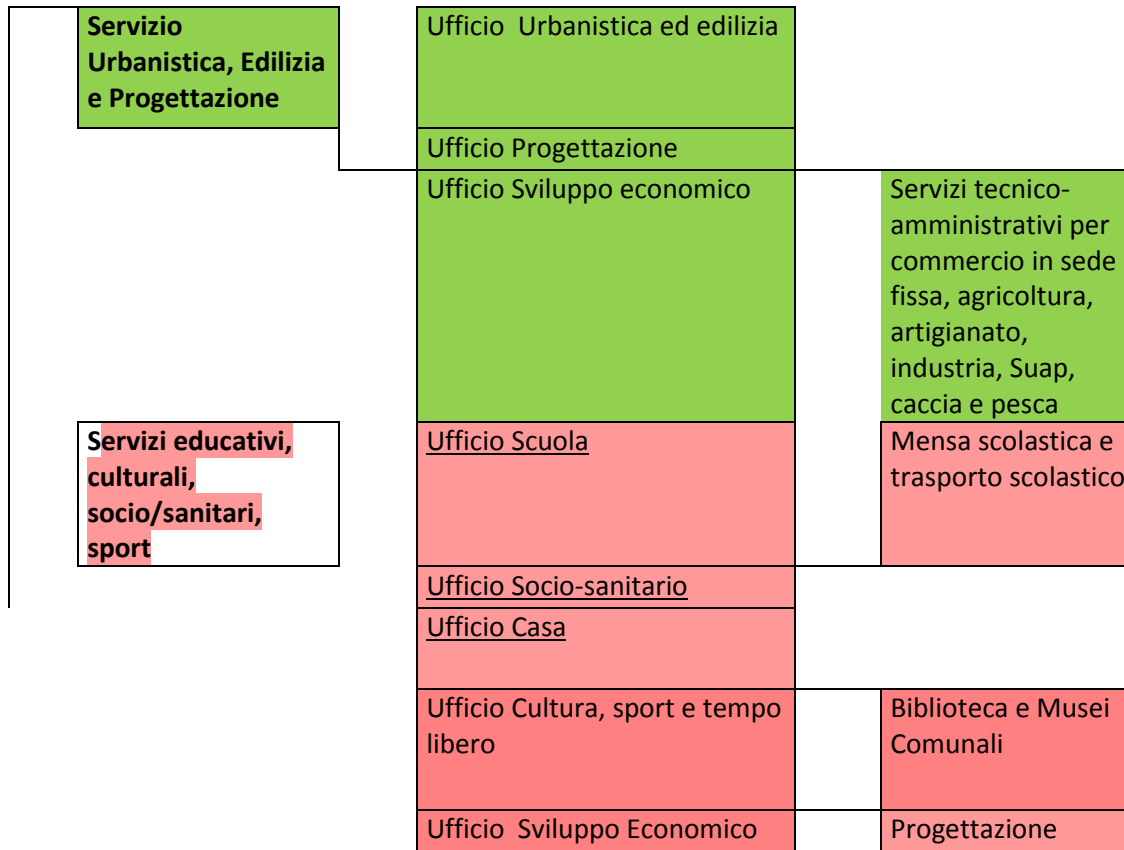 Servizio
Urbanistica, Edilizia
e Progettazione
Ufficio Urbanistica ed edilizia
Ufficio Progettazione
Ufficio Sviluppo economico
Servizi tecnico-
amministrativi per
commercio in sede
fissa, agricoltura,
artigianato,
industria, Suap,
caccia e pesca
Servizi educativi,
culturali,
socio/sanitari,
sport
Ufficio Scuola
Mensa scolastica e
trasporto scolastico
Ufficio Socio-sanitario
Ufficio Casa
Ufficio Cultura, sport e tempo
libero
Biblioteca e Musei
Comunali
Ufficio Sviluppo Economico
Progettazione